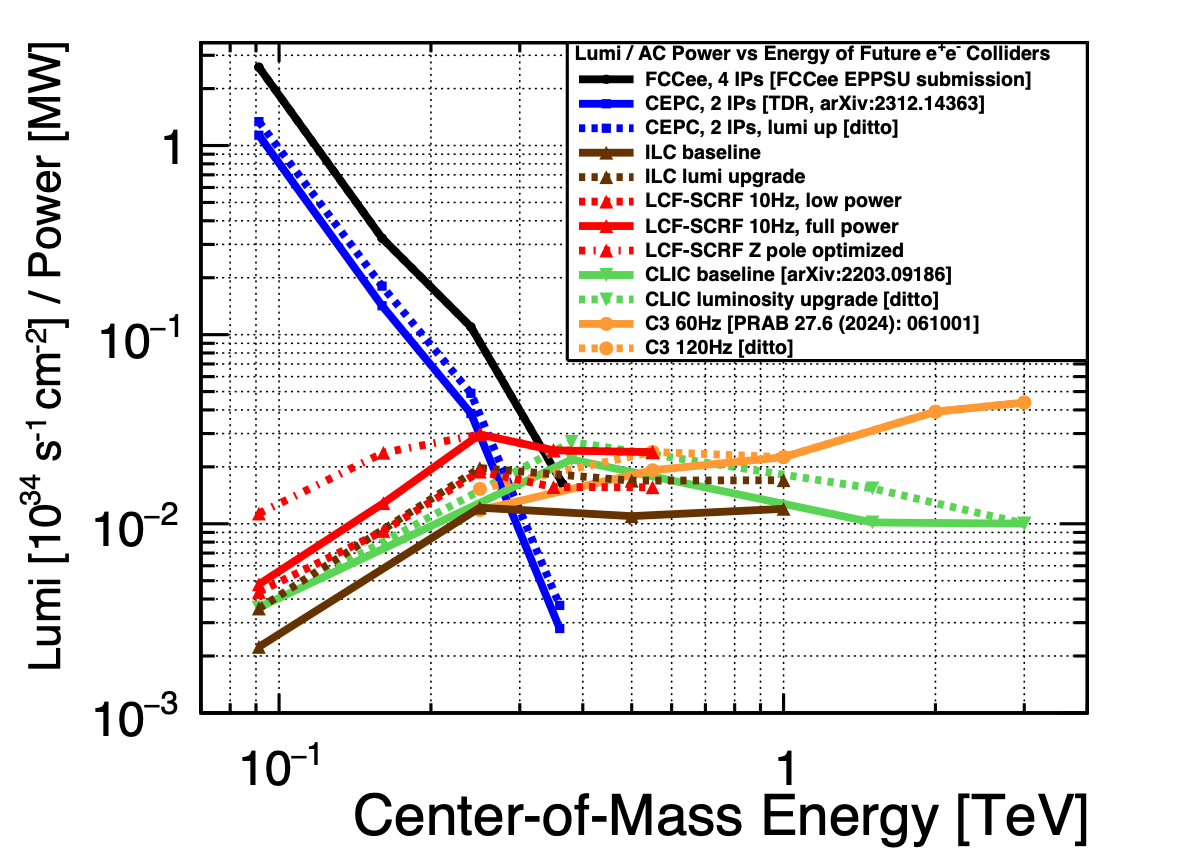 Lumi / AC Power vs Energy of Future e⁺e⁻ Colliders
FCCee, 4 IPs [FCCee EPPSU submission]
CEPC, 2 IPs [TDR, arXiv:2312.14363]
CEPC, 2 IPs, lumi up [ditto]
ILC baseline
ILC lumi upgrade
LCF-SCRF 10Hz, low power
LCF-SCRF 10Hz, full power
LCF-SCRF Z pole optimized
CLIC baseline [arXiv:2203.09186]
CLIC luminosity upgrade [ditto]
C3 60Hz [PRAB 27.6 (2024): 061001]
C3 120Hz [ditto]
Lumi [10³⁴ s⁻¹ cm⁻²] / Power [MW]
1
10⁻¹
10⁻²
10⁻³
10⁻¹
1
Center-of-Mass Energy [TeV]